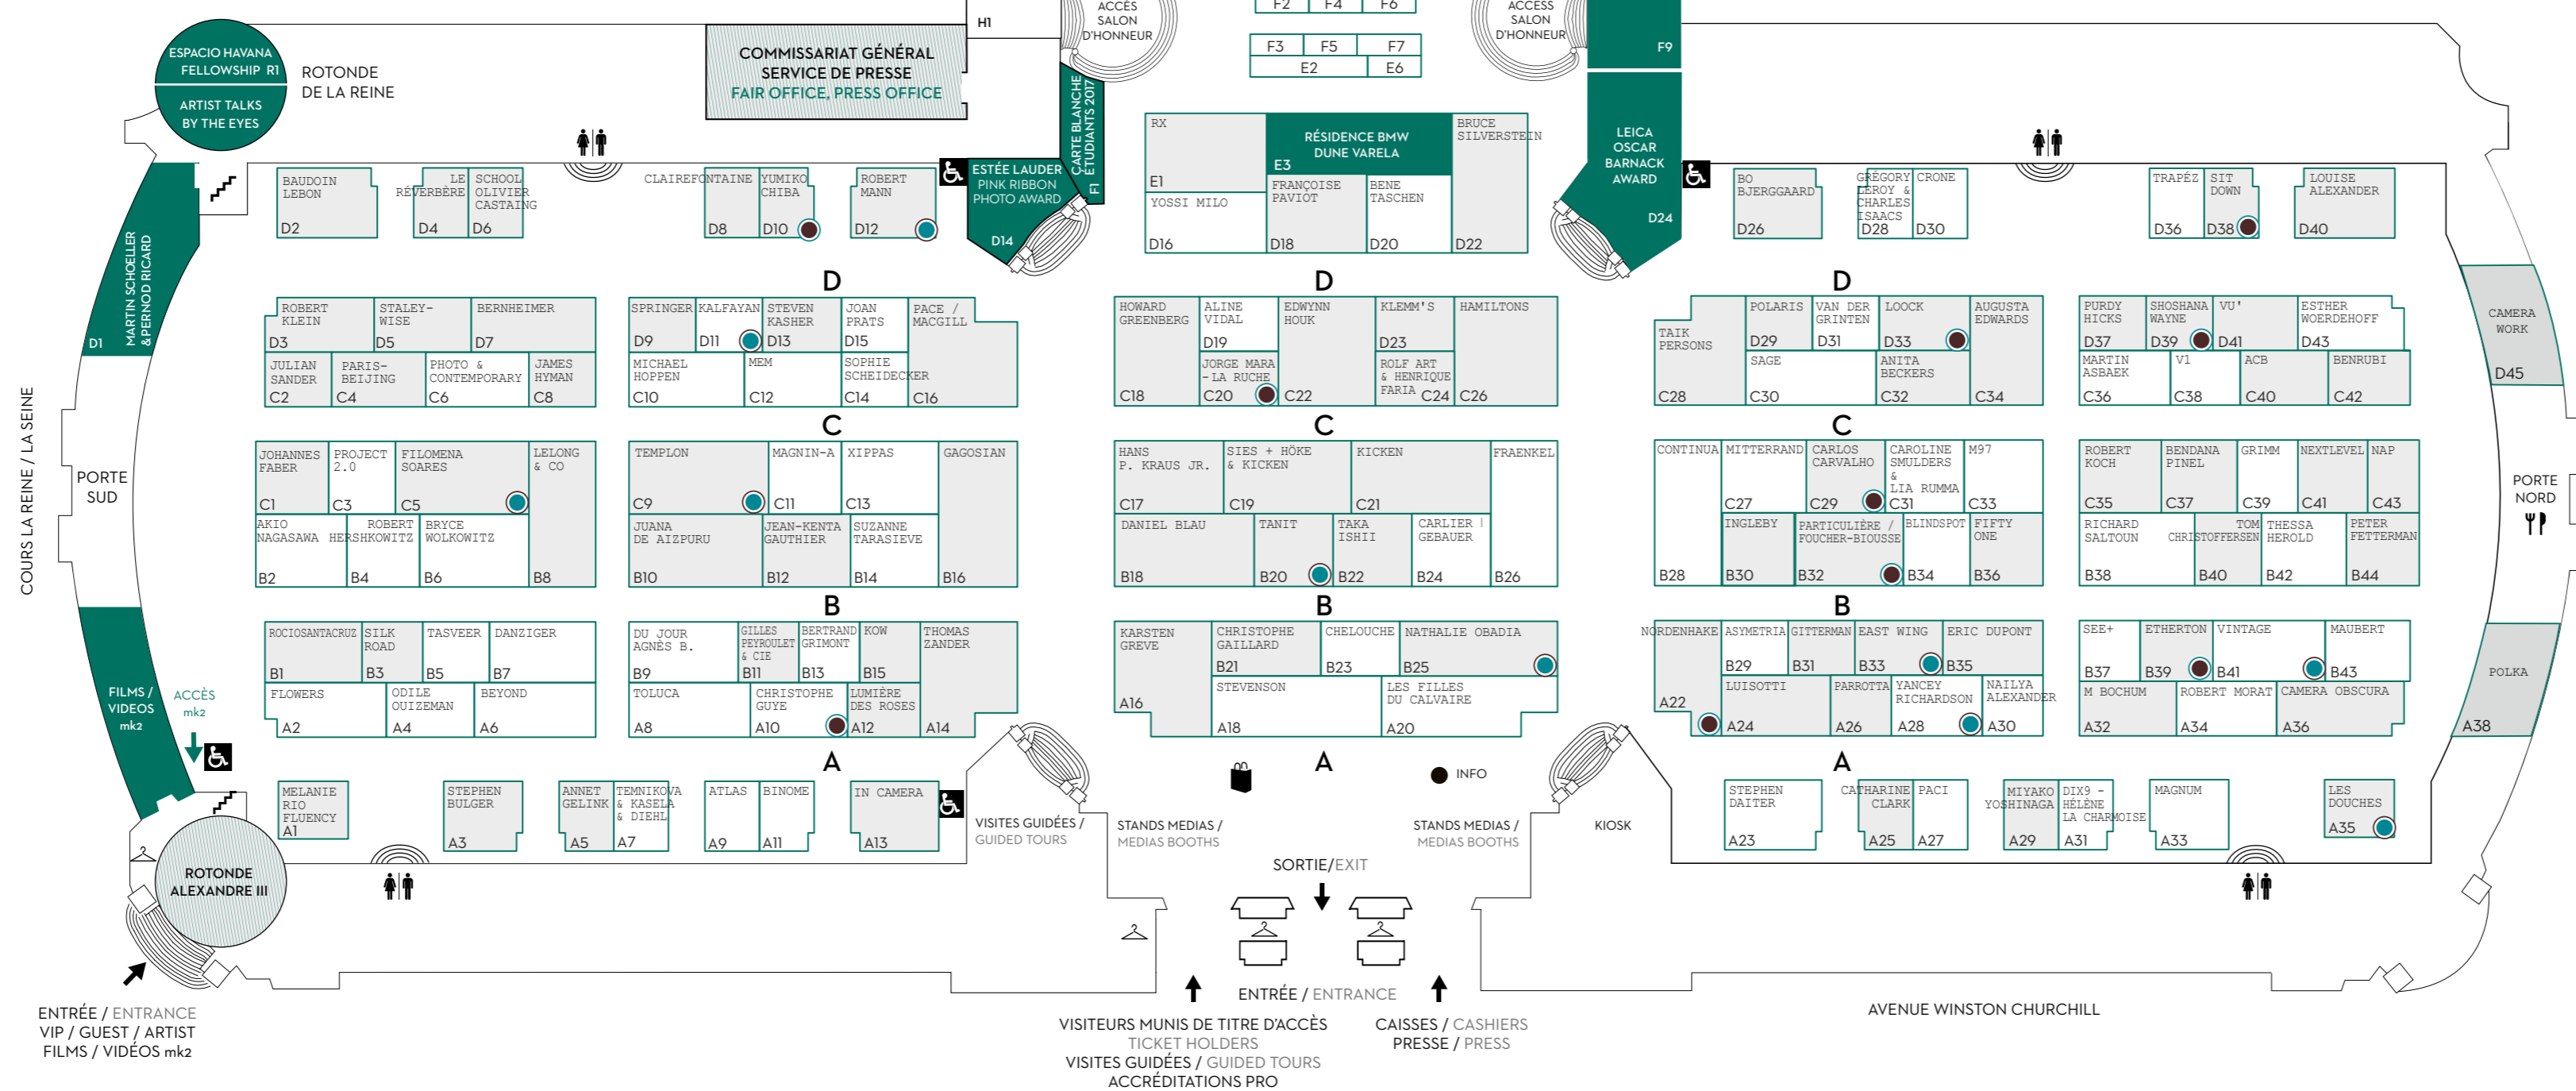 H1
ACCÈS
SALON
D'HONNEUR
F2 F4 F6
ACCESS
SALON
D'HONNEUR
F9
F3 F5 F7
E2 E6
ESPACIO HAVANA
FELLOWSHIP R1
ARTIST TALKS
BY THE EYES
ROTONDE
DE LA REINE
COMMISSARIAT GÉNÉRAL
SERVICE DE PRESSE
FAIR OFFICE, PRESS OFFICE
CARTE BLANCHE
ÉTUDIANTS 2017
F1
ESTÉE LAUDER
PINK RIBBON
PHOTO AWARD
D14
RX
E1
RÉSIDENCE BMW
DUNE VARELA
E3
BRUCE
SILVERSTEIN
D22
YOSSI MILO
D16
FRANÇOISE
PAVIOT
D18
BENE
TASCHEN
D20
LEICA
OSCAR
BARNACK
AWARD
D24
BAUDOIN
LEBON
D2
LE
RÉVERBÈRE
D4
SCHOOL
OLIVIER
CASTAING
D6
CLAIREFONTAINE
D8
YUMIKO
CHIBA
D10
ROBERT
MANN
D12
BO
BJERGGAARD
D26
GRÉGORY
LEROY &
CHARLES
ISAACS
D28
CRONE
D30
TRAPÉZ
D36
SIT
DOWN
D38
LOUISE
ALEXANDER
D40
MARTIN SCHOELLER
& PERNOD RICARD
D1
D
D
D
ROBERT
KLEIN
D3
STALEY-
WISE
D5
BERNHEIMER
D7
SPRINGER
D9
KALFAYAN
D11
STEVEN
KASHER
D13
JOAN
PRATS
D15
PACE /
MACGILL
C16
HOWARD
GREENBERG
C18
ALINE
VIDAL
D19
EDWYNN
HOUK
C22
KLEMM'S
D23
HAMILTONS
C26
TAIK
PERSONS
C28
POLARIS
D29
VAN DER
GRINTEN
D31
LOOCK
D33
AUGUSTA
EDWARDS
C34
PURDY
HICKS
D37
SHOSHANA
WAYNE
D39
VU'
D41
ESTHER
WOERDEHOFF
D43
CAMERA
WORK
D45
JULIAN
SANDER
C2
PARIS-
BEIJING
C4
PHOTO &
CONTEMPORARY
C6
JAMES
HYMAN
C8
MICHAEL
HOPPEN
C10
MEM
C12
SOPHIE
SCHEIDECKER
C14
JORGE MARA
- LA RUCHE
C20
ROLF ART
& HENRIQUE
FARIA C24
SAGE
C30
ANITA
BECKERS
C32
MARTIN
ASBAEK
C36
V1
C38
ACB
C40
BENRUBI
C42
C
C
C
COURS LA REINE / LA SEINE
PORTE
SUD
JOHANNES
FABER
C1
PROJECT
2.0
C3
FILOMENA
SOARES
C5
LELONG
& CO
B8
TEMPLON
C9
MAGNIN-A
C11
XIPPAS
C13
GAGOSIAN
B16
HANS
P. KRAUS JR.
C17
SIES + HÖKE
& KICKEN
C19
KICKEN
C21
FRAENKEL
B26
CONTINUA
B28
MITTERRAND
C27
CARLOS
CARVALHO
C29
CAROLINE
SMULDERS
&
LIA RUMMA
C31
M97
C33
ROBERT
KOCH
C35
BENDANA
PINEL
C37
GRIMM
C39
NEXTLEVEL
C41
NAP
C43
PORTE
NORD
AKIO
NAGASAWA
B2
ROBERT
HERSHKOWITZ
B4
BRYCE
WOLKOWITZ
B6
JUANA
DE AIZPURU
B10
JEAN-KENTA
GAUTHIER
B12
SUZANNE
TARASIEVE
B14
DANIEL BLAU
B18
TANIT
B20
TAKA
ISHII
B22
CARLIER |
GEBAUER
B24
INGLEBY
B30
PARTICULIÈRE /
FOUCHER-BIOUSSE
B32
BLINDSPOT
B34
FIFTY
ONE
B36
RICHARD
SALTOUN
B38
TOM
CHRISTOFFERSEN
B40
THESSA
HEROLD
B42
PETER
FETTERMAN
B44
B
B
B
ROCIOSANTACRUZ
B1
SILK
ROAD
B3
TASVEER
B5
DANZIGER
B7
DU JOUR
AGNÈS B.
B9
GILLES
PEYROULET
& CIE
B11
BERTRAND
GRIMONT
B13
KOW
B15
THOMAS
ZANDER
A14
KARSTEN
GREVE
A16
CHRISTOPHE
GAILLARD
B21
CHELOUCHE
B23
NATHALIE OBADIA
B25
NORDENHAKE
A22
ASYMETRIA
B29
GITTERMAN
B31
EAST WING
B33
ERIC DUPONT
B35
SEE+
B37
ETHERTON
B39
VINTAGE
B41
MAUBERT
B43
POLKA
A38
FILMS /
VIDEOS
mk2
ACCÈS
mk2
FLOWERS
A2
ODILE
OUIZEMAN
A4
BEYOND
A6
TOLUCA
A8
CHRISTOPHE
GUYE
A10
LUMIÈRE
DES ROSES
A12
STEVENSON
A18
LES FILLES
DU CALVAIRE
A20
LUISOTTI
A24
PARROTTA
A26
YANCEY
RICHARDSON
A28
NAILYA
ALEXANDER
A30
M BOCHUM
A32
ROBERT MORAT
A34
CAMERA OBSCURA
A36
A
A
A
INFO
MELANIE
RIO
FLUENCY
A1
STEPHEN
BULGER
A3
ANNET
GELINK
A5
TEMNIKOVA
& KASELA
& DIEHL
A7
ATLAS
A9
BINOME
A11
IN CAMERA
A13
VISITES GUIDÉES /
GUIDED TOURS
STANDS MEDIAS /
MEDIAS BOOTHS
STANDS MEDIAS /
MEDIAS BOOTHS
KIOSK
STEPHEN
DAITER
A23
CATHARINE
CLARK
A25
PACI
A27
MIYAKO
YOSHINAGA
A29
DIX9 -
HÉLÈNE
LA CHARMOISE
A31
MAGNUM
A33
LES
DOUCHES
A35
ROTONDE
ALEXANDRE III
SORTIE/EXIT
ENTRÉE / ENTRANCE
VIP / GUEST / ARTIST
FILMS / VIDÉOS mk2
ENTRÉE / ENTRANCE
VISITEURS MUNIS DE TITRE D'ACCÈS
TICKET HOLDERS
VISITES GUIDÉES / GUIDED TOURS
ACCRÉDITATIONS PRO
CAISSES / CASHIERS
PRESSE / PRESS
AVENUE WINSTON CHURCHILL